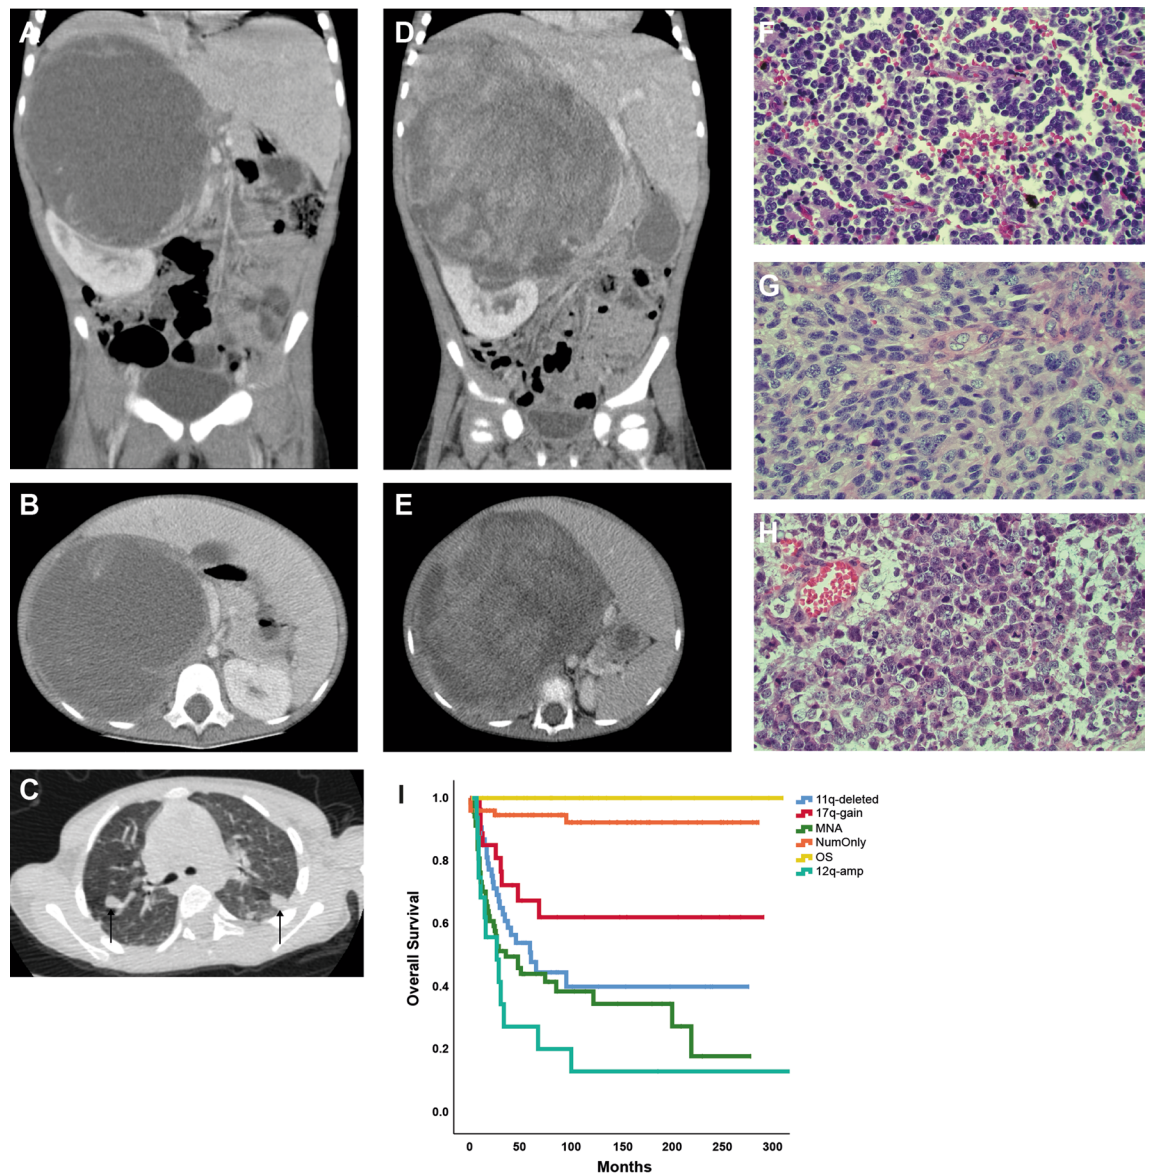 A
D
F
G
B
E
H
C
I
11q-deleted
17q-gain
MNA
NumOnly
OS
12q-amp
1.0
0.8
0.6
0.4
0.2
0.0
Overall Survival
0 50 100 150 200 250 300
Months